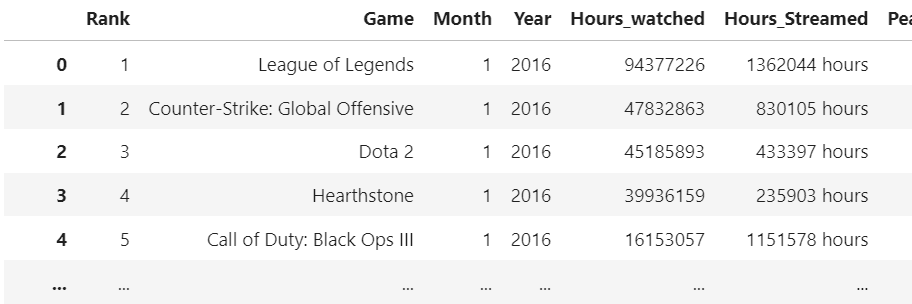 Rank Game Month Year Hours_watched Hours_Streamed
0 1 League of Legends 1 2016 94377226 1362044 hours
1 2 Counter-Strike: Global Offensive 1 2016 47832863 830105 hours
2 3 Dota 2 1 2016 45185893 433397 hours
3 4 Hearthstone 1 2016 39936159 235903 hours
4 5 Call of Duty: Black Ops III 1 2016 16153057 1151578 hours
... ... ... ... ... ... ...